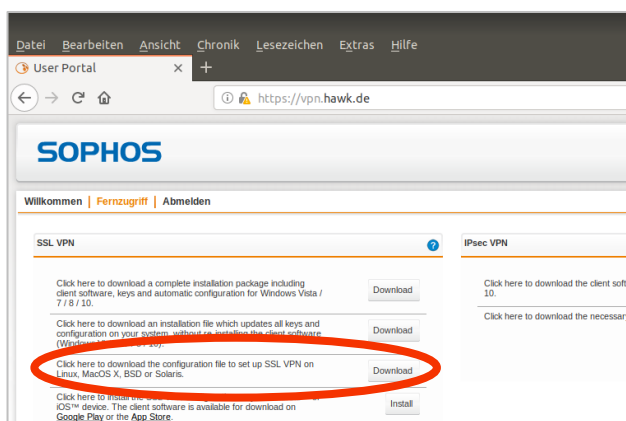 Datei Bearbeiten Ansicht Chronik Lesezeichen Extras Hilfe
User Portal
https://vpn.hawk.de
SOPHOS
Willkommen | Fernzugriff | Abmelden
SSL VPN
?
Click here to download a complete installation package including
client software, keys and automatic configuration for Windows Vista /
7 / 8 / 10.
Download
Click here to download an installation file which updates all keys and
configuration on your system, without re-installing the client software
(Windows
Download
Click here to download the configuration file to set up SSL VPN on
Linux, MacOS X, BSD or Solaris.
Download
Click here to install the
iOS™ device. The client software is available for download on
Google Play or the App Store.
Install
IPsec VPN
Click here to download the client soft
10.
Click here to download the necessar